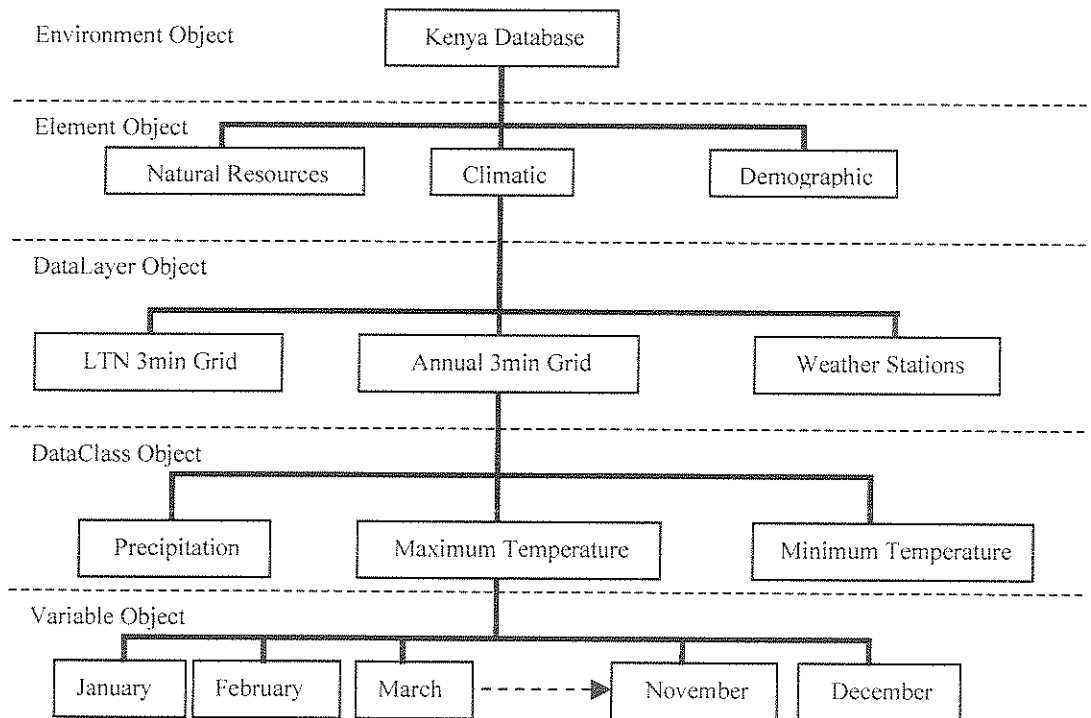 Environment Object
Kenya Database
Element Object
Natural Resources
Climatic
Demographic
DataLayer Object
LTN 3min Grid
Annual 3min Grid
Weather Stations
DataClass Object
Precipitation
Maximum Temperature
Minimum Temperature
Variable Object
January
February
March
November
December